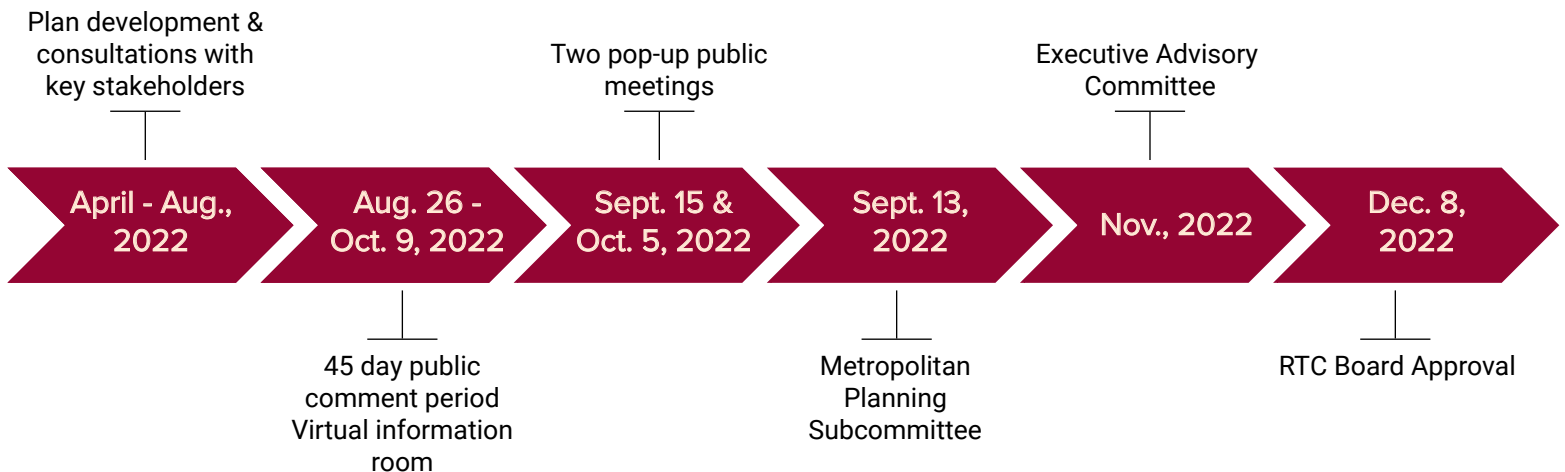 Plan development &
consultations with
key stakeholders
Two pop-up public
meetings
Executive Advisory
Committee
April - Aug.,
2022
Aug. 26 -
Oct. 9, 2022
Sept. 15 &
Oct. 5, 2022
Sept. 13,
2022
Nov., 2022
Dec. 8,
2022
45 day public
comment period
Virtual information
room
Metropolitan
Planning
Subcommittee
RTC Board Approval